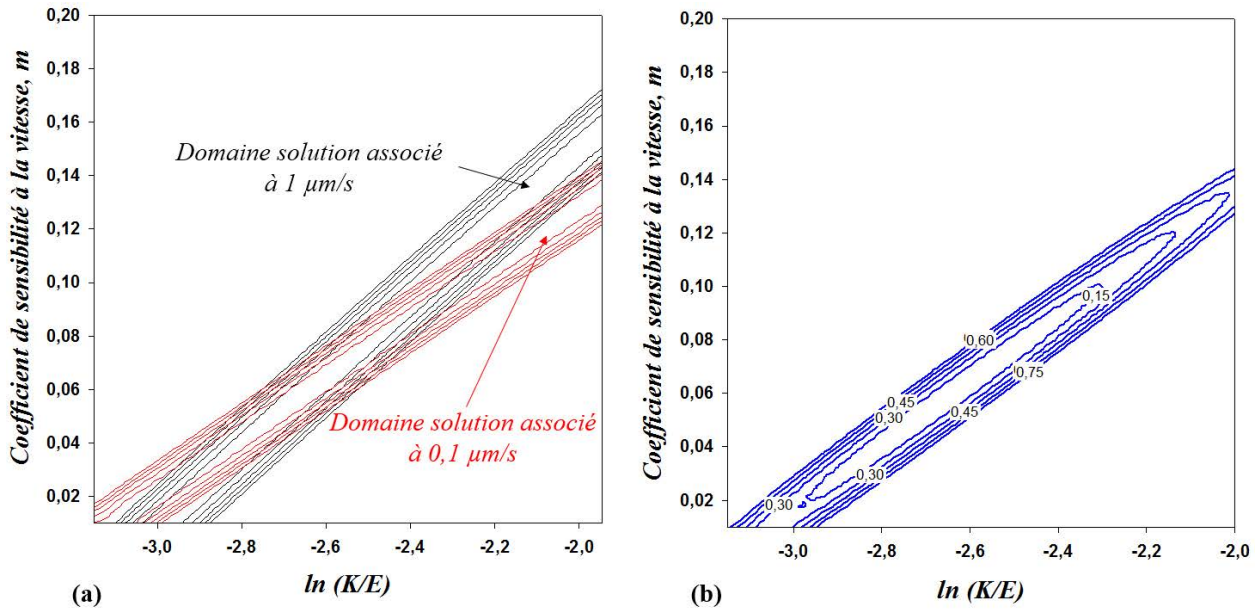 0,20
0,18
0,16
0,14
0,12
0,10
0,08
0,06
0,04
0,02
Coefficient de sensibilité à la vitesse, m
Domaine solution associé
à 1 µm/s
Domaine solution associé
à 0,1 µm/s
-3,0 -2,8 -2,6 -2,4 -2,2 -2,0
ln (K/E)
(a)
0,20
0,18
0,16
0,14
0,12
0,10
0,08
0,06
0,04
0,02
Coefficient de sensibilité à la vitesse, m
0,15
0,60
0,75
0,45
0,30
0,45
0,30
0,30
-3,0 -2,8 -2,6 -2,4 -2,2 -2,0
ln (K/E)
(b)